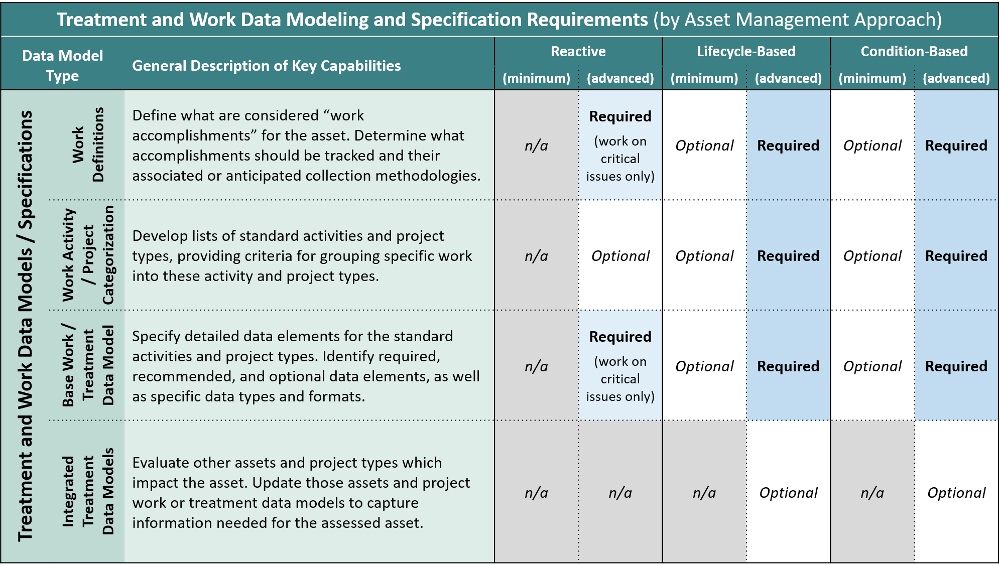 Treatment and Work Data Modeling and Specification Requirements (by Asset Management Approach)
Data Model
Type
General Description of Key Capabilities
Reactive
Lifecycle-Based
Condition-Based
(minimum)
(advanced)
(minimum)
(advanced)
(minimum)
(advanced)
Treatment and Work Data Models / Specifications
Work
Definitions
Define what are considered “work
accomplishments” for the asset. Determine what
accomplishments should be tracked and their
associated or anticipated collection methodologies.
n/a
Required
(work on
critical
issues only)
Optional
Required
Optional
Required
Work Activity
/ Project
Categorization
Develop lists of standard activities and project
types, providing criteria for grouping specific work
into these activity and project types.
n/a
Optional
Optional
Required
Optional
Required
Base Work /
Treatment
Data Model
Specify detailed data elements for the standard
activities and project types. Identify required,
recommended, and optional data elements, as well
as specific data types and formats.
n/a
Required
(work on
critical
issues only)
Optional
Required
Optional
Required
Integrated
Treatment
Data Models
Evaluate other assets and project types which
impact the asset. Update those assets and project
work or treatment data models to capture
information needed for the assessed asset.
n/a
n/a
n/a
Optional
n/a
Optional